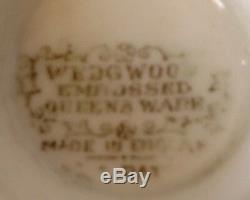 WEDGWOOD
EMBOSSED
QUEENS WARE
MADE IN ENGLAND